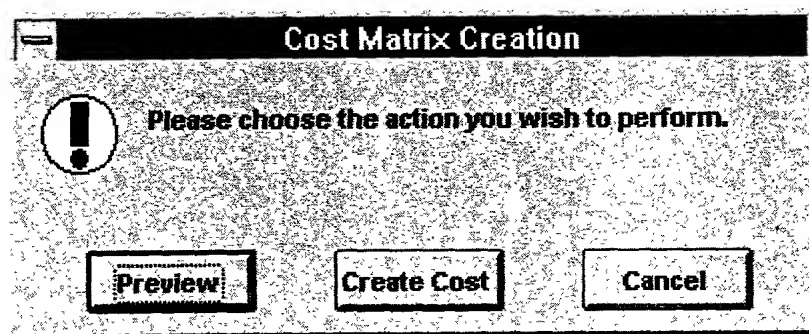 Cost Matrix Creation
Please choose the action you wish to perform.
Preview Create Cost Cancel